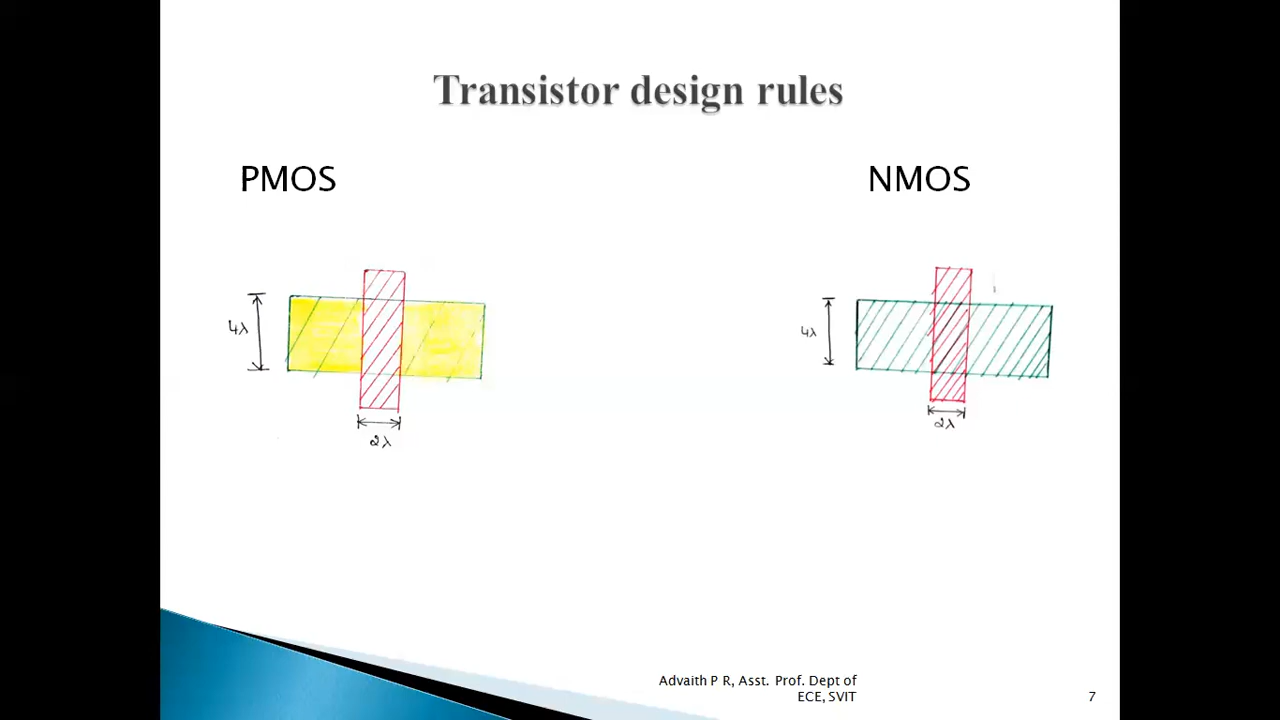 Transistor design rules
PMOS
NMOS
4λ
2λ
4λ
2λ
Advaith P R, Asst. Prof. Dept of
ECE, SVIT
7